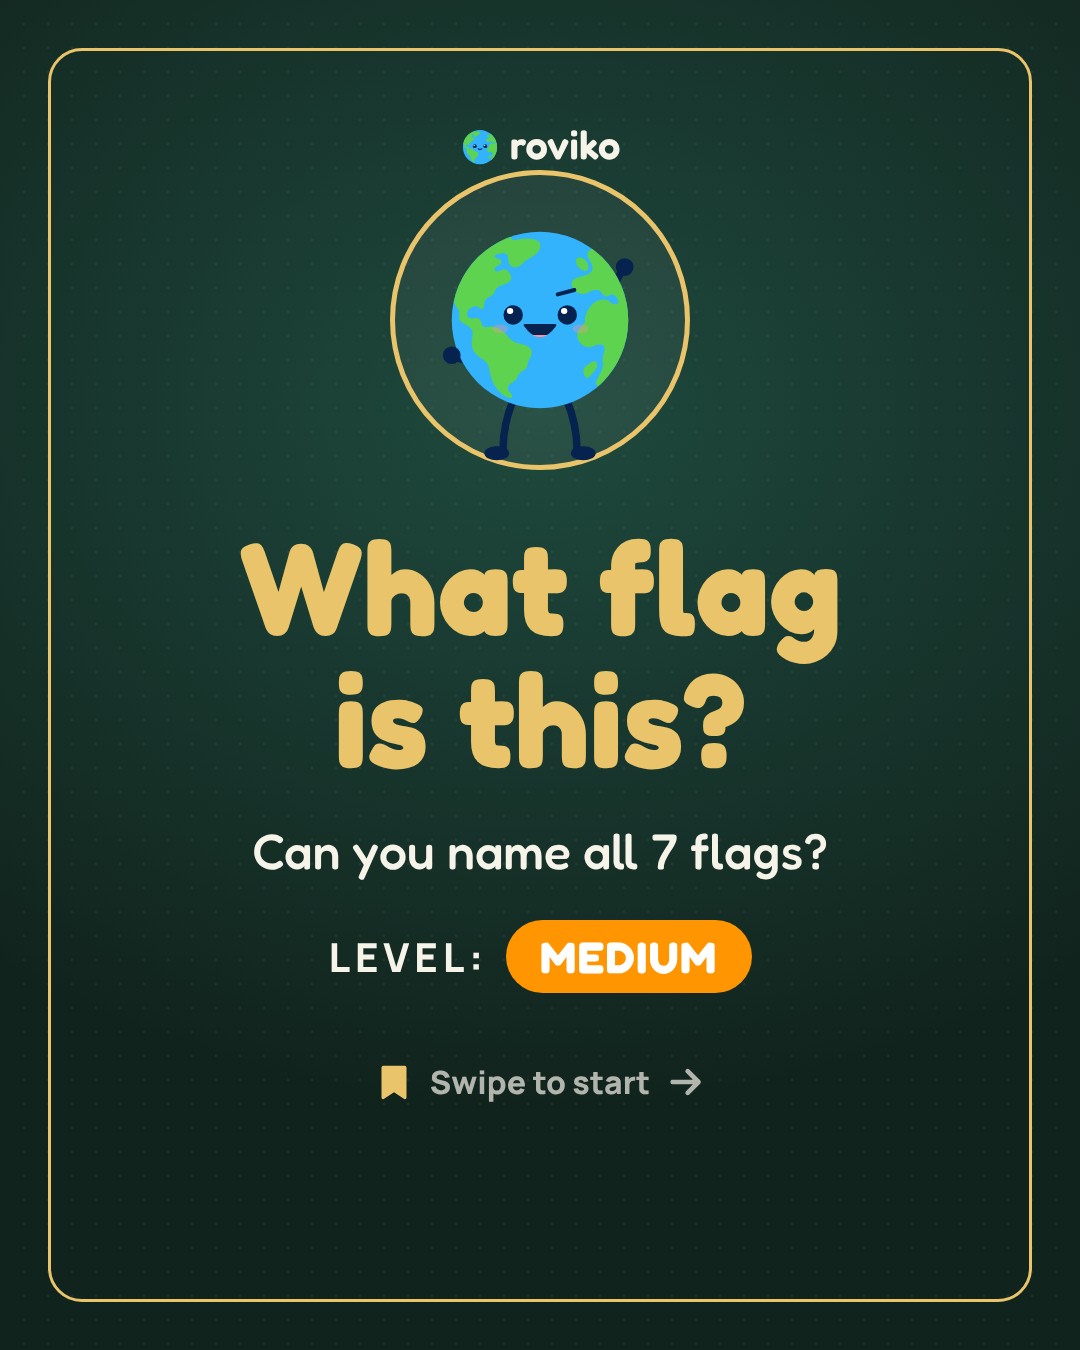 roviko
What flag
is this?
Can you name all 7 flags?
LEVEL: MEDIUM
Swipe to start →